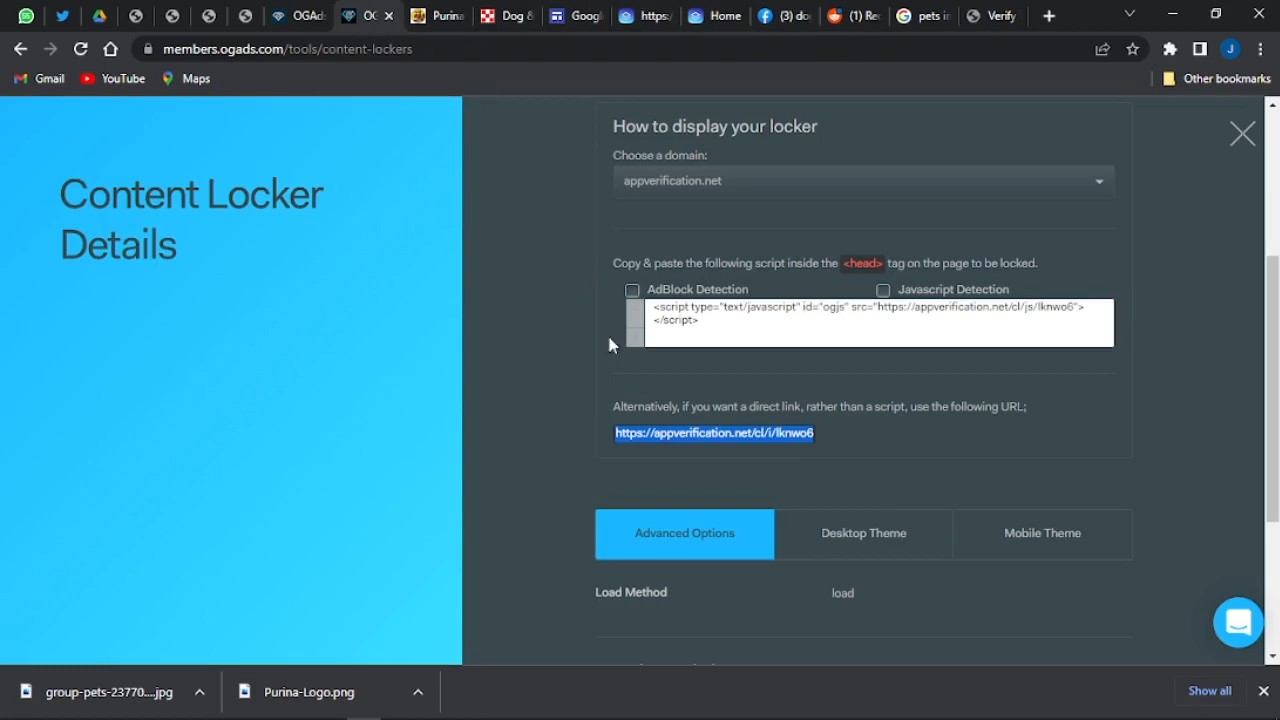 OGAds
OG
Purina
Dog &
Googl
https:/
Home
(3) do
(1) Re
pets in
Verify
members.ogads.com/tools/content-lockers
J
Gmail
YouTube
Maps
Other bookmarks
Content Locker
Details
How to display your locker
Choose a domain:
appverification.net
Copy & paste the following script inside the <head> tag on the page to be locked.
AdBlock Detection
Javascript Detection
<script type="text/javascript" id="ogjs" src="https://appverification.net/cl/js/lknwo6">
</script>
Alternatively, if you want a direct link, rather than a script, use the following URL;
https://appverification.net/cl/i/lknwo6
Advanced Options
Desktop Theme
Mobile Theme
Load Method
load
group-pets-23770....jpg
Purina-Logo.png
Show all